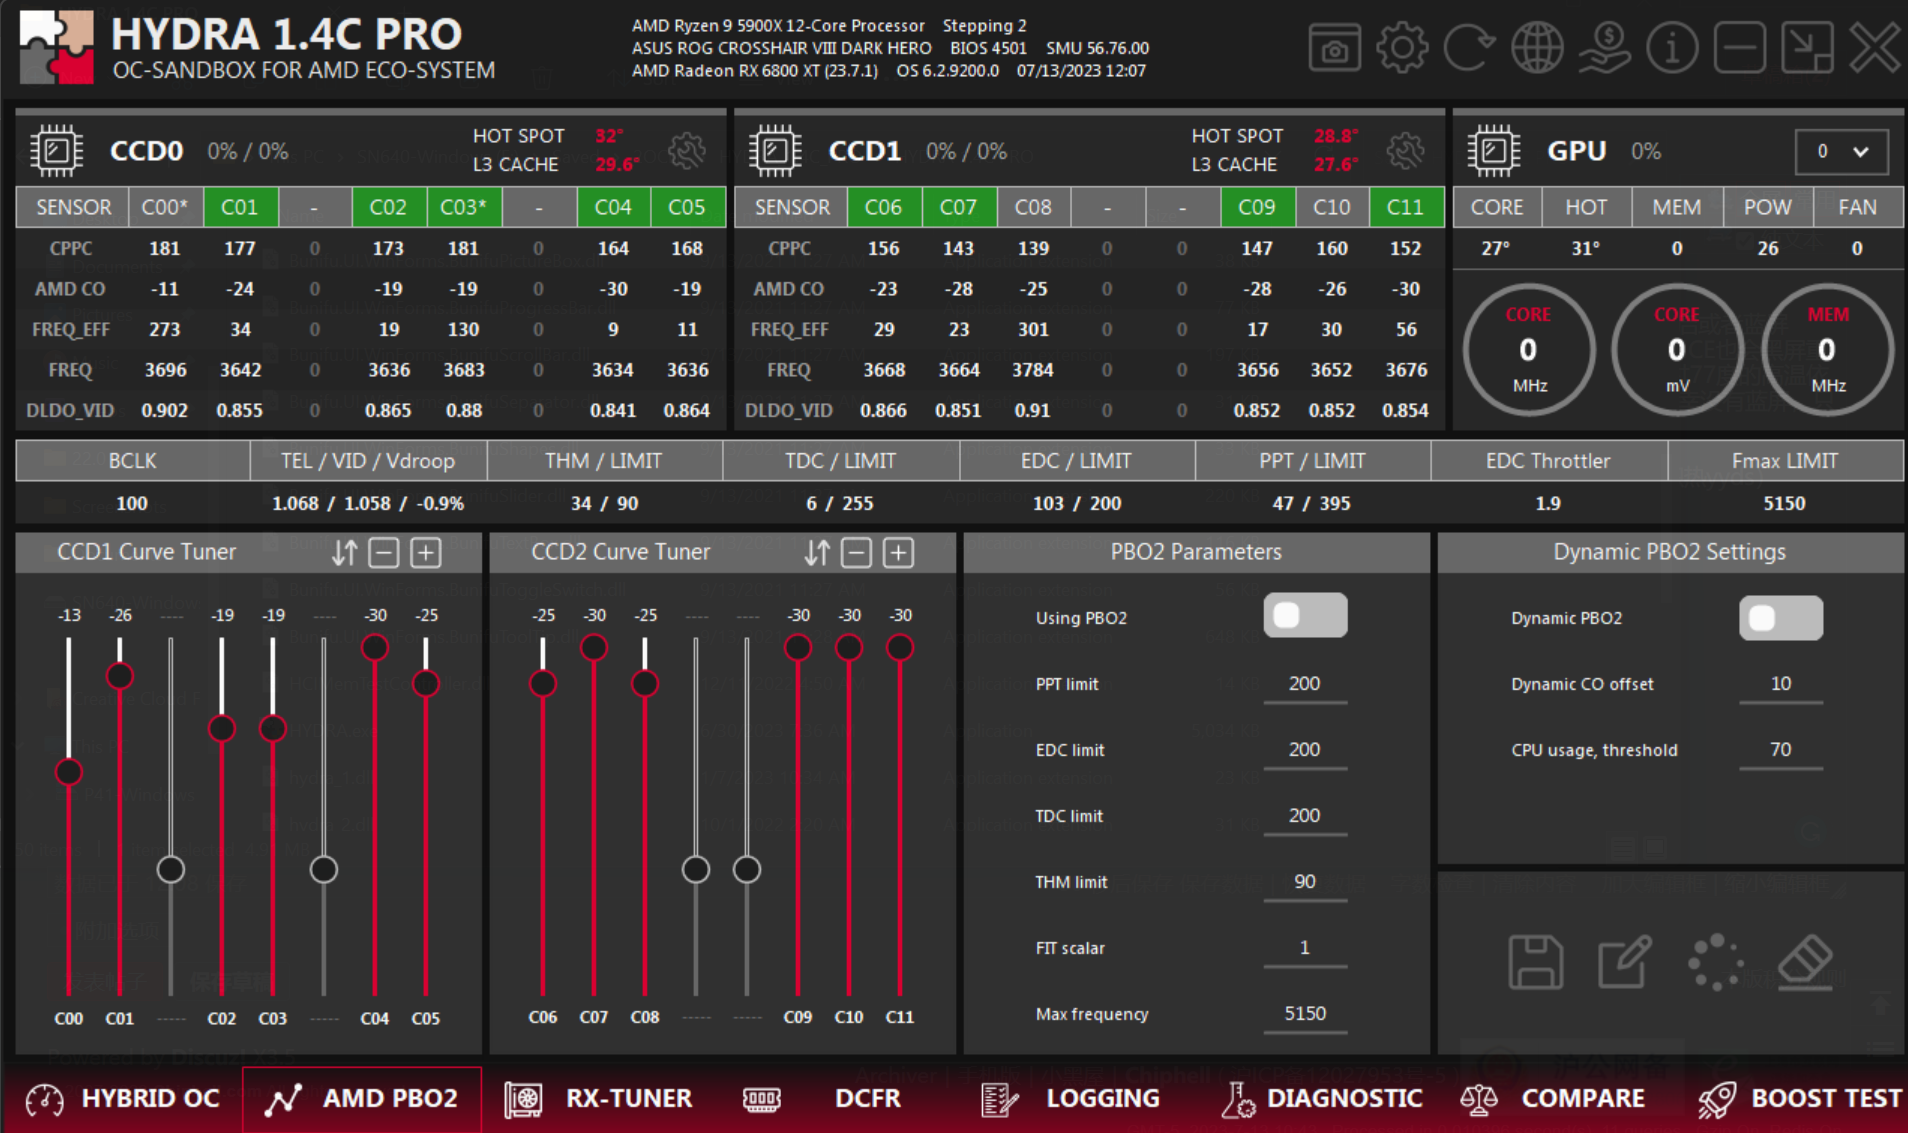 HYDRA 1.4C PRO
OC-SANDBOX FOR AMD ECO-SYSTEM
AMD Ryzen 9 5900X 12-Core Processor Stepping 2
ASUS ROG CROSSHAIR VIII DARK HERO BIOS 4501 SMU 56.76.00
AMD Radeon RX 6800 XT (23.7.1) OS 6.2.9200.0 07/13/2023 12:07
CCD0 0% / 0%
HOT SPOT 32°
L3 CACHE 29.6°
SENSOR C00* C01 - C02 C03* - C04 C05
CPPC 181 177 0 173 181 0 164 168
AMD CO -11 -24 0 -19 -19 0 -30 -19
FREQ_EFF 273 34 0 19 130 0 9 11
FREQ 3696 3642 0 3636 3683 0 3634 3636
DLDO_VID 0.902 0.855 0 0.865 0.88 0 0.841 0.864
CCD1 0% / 0%
HOT SPOT 28.8°
L3 CACHE 27.6°
SENSOR C06 C07 C08 - - C09 C10 C11
CPPC 156 143 139 0 0 147 160 152
AMD CO -23 -28 -25 0 0 -28 -26 -30
FREQ_EFF 29 23 301 0 0 17 30 56
FREQ 3668 3664 3784 0 0 3656 3652 3676
DLDO_VID 0.866 0.851 0.91 0 0 0.852 0.852 0.854
GPU 0% 0
CORE HOT MEM POW FAN
27° 31° 0 26 0
CORE CORE MEM
0 0 0
MHz mV MHz
BCLK TEL / VID / Vdroop THM / LIMIT TDC / LIMIT EDC / LIMIT PPT / LIMIT EDC Throttler Fmax LIMIT
100 1.068 / 1.058 / -0.9% 34 / 90 6 / 255 103 / 200 47 / 395 1.9 5150
CCD1 Curve Tuner
-13 -26 ---- -19 -19 ---- -30 -25
C00 C01 ----- C02 C03 ----- C04 C05
CCD2 Curve Tuner
-25 -30 -25 ---- ---- -30 -30 -30
C06 C07 C08 ----- ----- C09 C10 C11
PBO2 Parameters
Using PBO2
PPT limit 200
EDC limit 200
TDC limit 200
THM limit 90
FIT scalar 1
Max frequency 5150
Dynamic PBO2 Settings
Dynamic PBO2
Dynamic CO offset 10
CPU usage, threshold 70
HYBRID OC AMD PBO2 RX-TUNER DCFR LOGGING DIAGNOSTIC COMPARE BOOST TEST